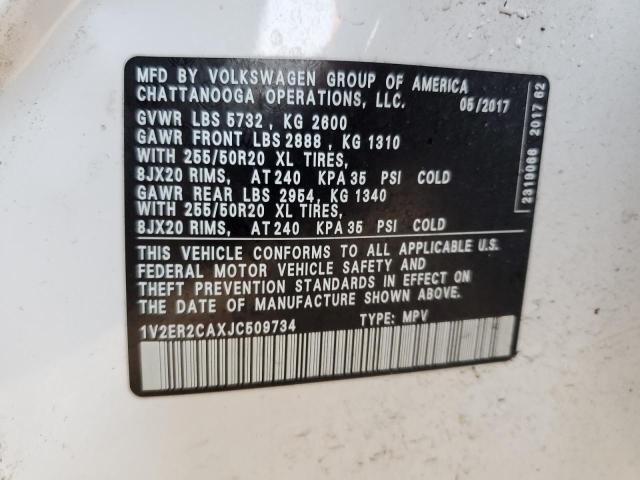 MFD BY VOLKSWAGEN GROUP OF AMERICA
CHATTANOOGA OPERATIONS, LLC. 05/2017
GVWR LBS 5732 , KG 2600
GAWR FRONT LBS 2888 , KG 1310
WITH 255/50R20 XL TIRES,
8JX20 RIMS, AT 240 KPA 35 PSI COLD
GAWR REAR LBS 2954, KG 1340
WITH 255/50R20 XL TIRES,
8JX20 RIMS, AT 240 KPA 35 PSI COLD
THIS VEHICLE CONFORMS TO ALL APPLICABLE U.S.
FEDERAL MOTOR VEHICLE SAFETY AND
THEFT PREVENTION STANDARDS IN EFFECT ON
THE DATE OF MANUFACTURE SHOWN ABOVE.
1V2ER2CAXJC509734 TYPE: MPV
2319066 2017 62